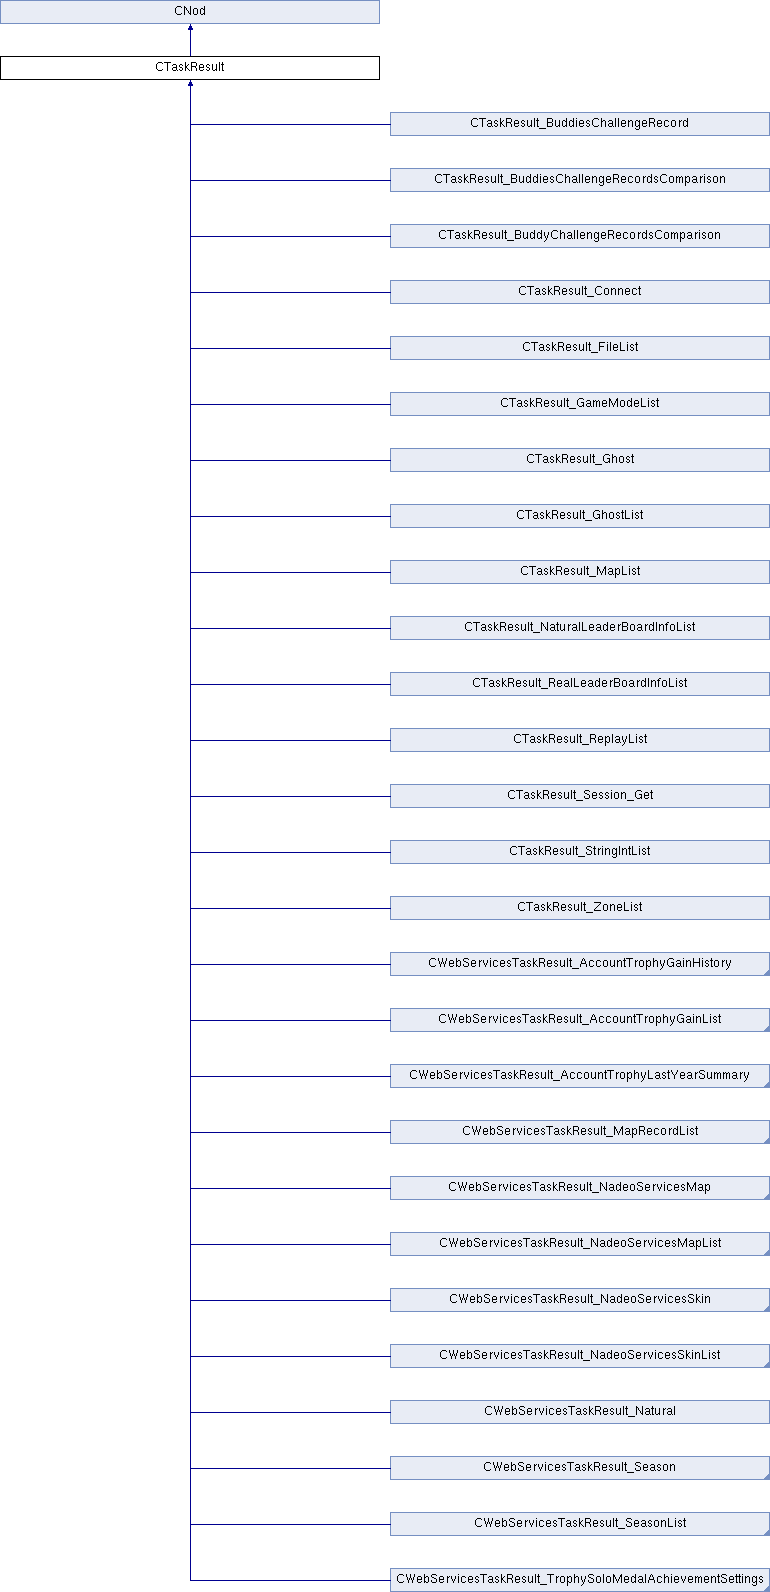 CNod
CTaskResult
CTaskResult_BuddiesChallengeRecord
CTaskResult_BuddiesChallengeRecordsComparison
CTaskResult_BuddyChallengeRecordsComparison
CTaskResult_Connect
CTaskResult_FileList
CTaskResult_GameModeList
CTaskResult_Ghost
CTaskResult_GhostList
CTaskResult_MapList
CTaskResult_NaturalLeaderBoardInfoList
CTaskResult_RealLeaderBoardInfoList
CTaskResult_ReplayList
CTaskResult_Session_Get
CTaskResult_StringIntList
CTaskResult_ZoneList
CWebServicesTaskResult_AccountTrophyGainHistory
CWebServicesTaskResult_AccountTrophyGainList
CWebServicesTaskResult_AccountTrophyLastYearSummary
CWebServicesTaskResult_MapRecordList
CWebServicesTaskResult_NadeoServicesMap
CWebServicesTaskResult_NadeoServicesMapList
CWebServicesTaskResult_NadeoServicesSkin
CWebServicesTaskResult_NadeoServicesSkinList
CWebServicesTaskResult_Natural
CWebServicesTaskResult_Season
CWebServicesTaskResult_SeasonList
CWebServicesTaskResult_TrophySoloMedalAchievementSettings